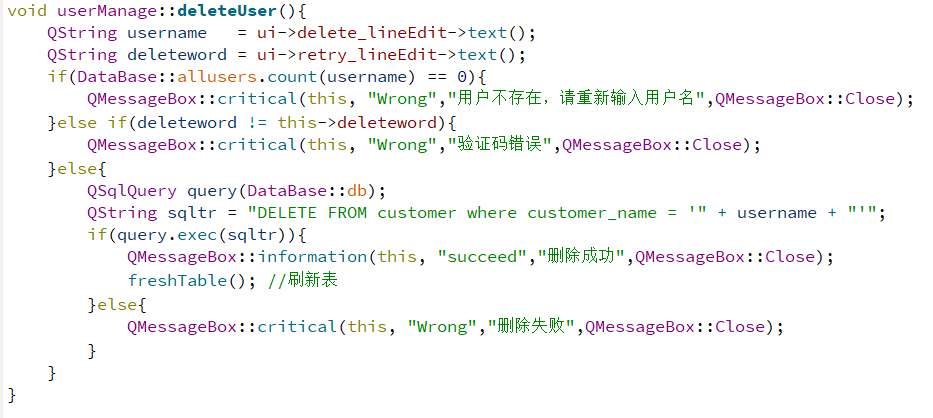 void userManage::deleteUser(){
    QString username   = ui->delete_lineEdit->text();
    QString deleteword = ui->retry_lineEdit->text();
    if(DataBase::allusers.count(username) == 0){
        QMessageBox::critical(this, "Wrong","用户不存在，请重新输入用户名",QMessageBox::Close);
    }else if(deleteword != this->deleteword){
        QMessageBox::critical(this, "Wrong","验证码错误",QMessageBox::Close);
    }else{
        QSqlQuery query(DataBase::db);
        QString sqltr = "DELETE FROM customer where customer_name = '" + username + "'";
        if(query.exec(sqltr)){
            QMessageBox::information(this, "succeed","删除成功",QMessageBox::Close);
            freshTable(); //刷新表
        }else{
            QMessageBox::critical(this, "Wrong","删除失败",QMessageBox::Close);
        }
    }
}